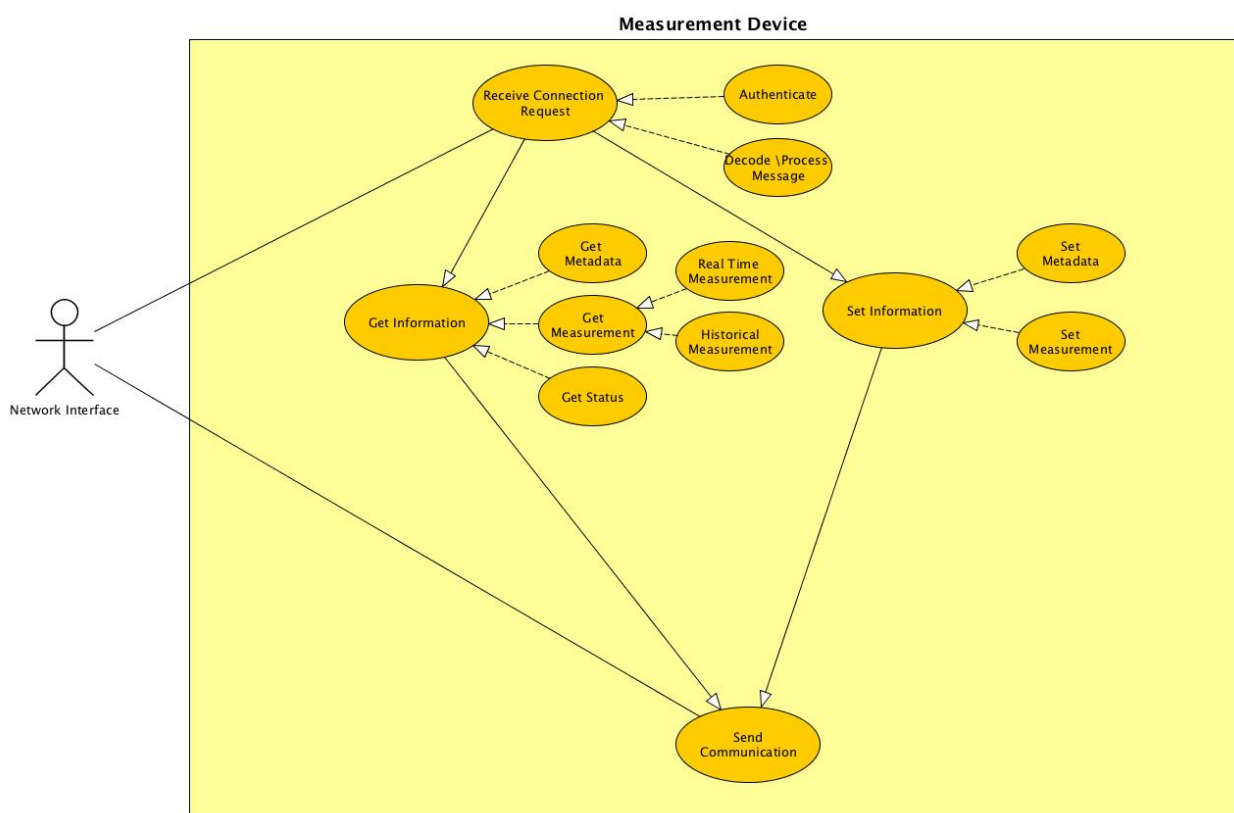 Measurement Device
Receive Connection
Request
Authenticate
Decode \Process
Message
Get
Metadata
Real Time
Measurement
Set
Metadata
Get Information
Get
Measurement
Set Information
Historical
Measurement
Set
Measurement
Get Status
Network Interface
Send
Communication